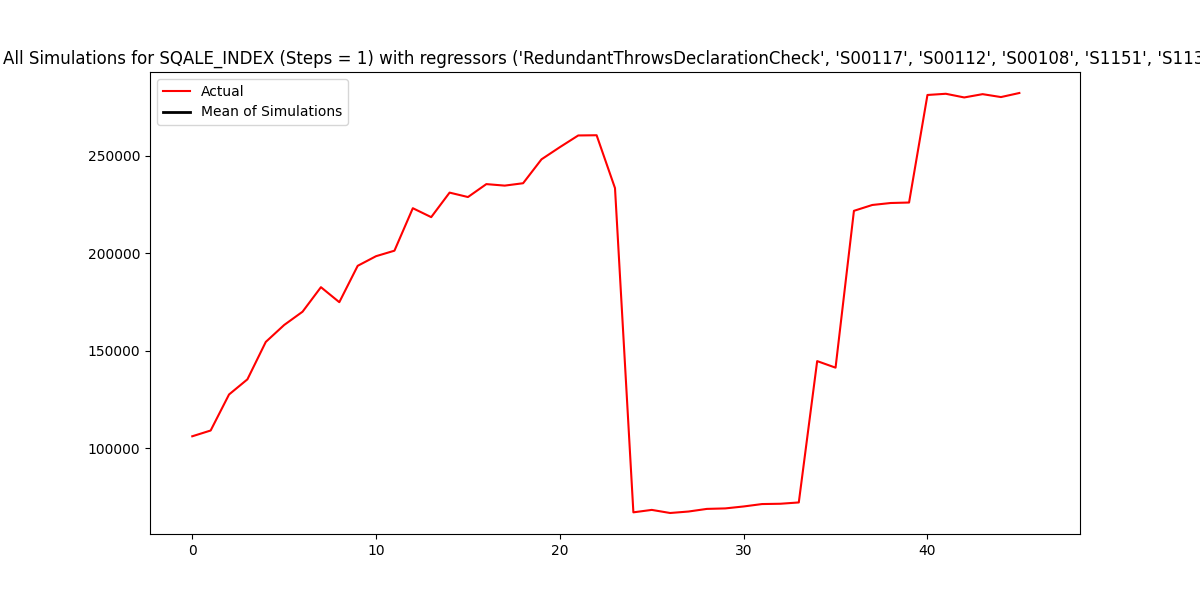 All Simulations for SQALE_INDEX (Steps = 1) with regressors ('RedundantThrowsDeclarationCheck', 'S00117', 'S00112', 'S00108', 'S1151', 'S113
Actual
Mean of Simulations
250000
200000
150000
100000
0 10 20 30 40